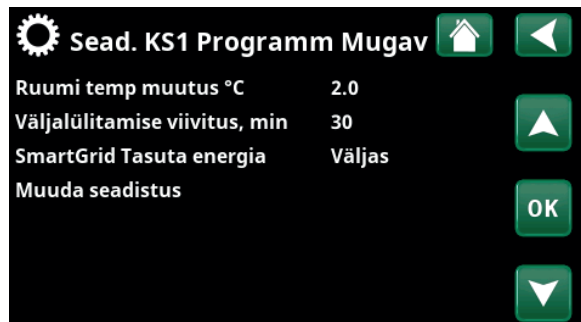 Sead. KS1 Programm Mugav
Ruumi temp muutus °C 2.0
Väljalülitamise viivitus, min 30
SmartGrid Tasuta energia Väljas
Muuda seadistus
OK